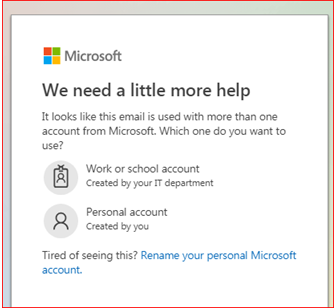 Microsoft
We need a little more help
It looks like this email is used with more than one
account from Microsoft. Which one do you want to
use?
Work or school account
Created by your IT department
Personal account
Created by you
Tired of seeing this? Rename your personal Microsoft
account.